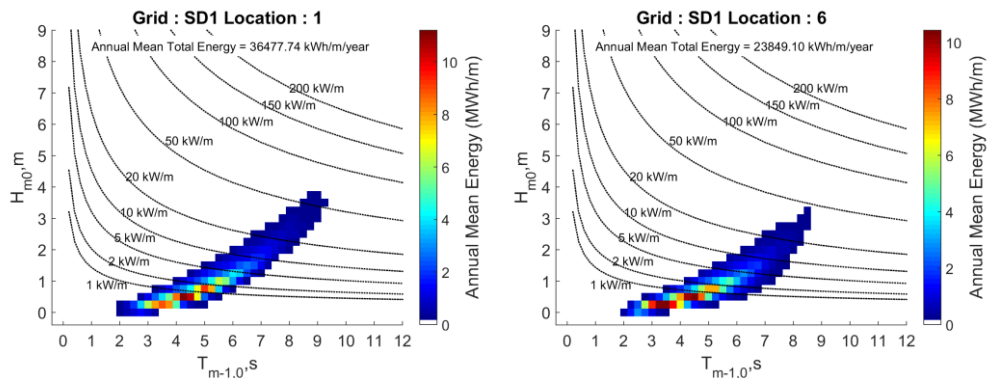 Grid : SD1 Location : 1
Annual Mean Total Energy = 36477.74 kWh/m/year
200 kW/m
150 kW/m
100 kW/m
50 kW/m
20 kW/m
10 kW/m
5 kW/m
2 kW/m
1 kW/m
9
8
7
6
5
4
3
2
1
0
H_m0,m
0 1 2 3 4 5 6 7 8 9 10 11 12
T_m-1,0,s
10
8
6
4
2
0
Annual Mean Energy (MWh/m)
Grid : SD1 Location : 6
Annual Mean Total Energy = 23849.10 kWh/m/year
200 kW/m
150 kW/m
100 kW/m
50 kW/m
20 kW/m
10 kW/m
5 kW/m
2 kW/m
1 kW/m
9
8
7
6
5
4
3
2
1
0
H_m0,m
0 1 2 3 4 5 6 7 8 9 10 11 12
T_m-1,0,s
10
8
6
4
2
0
Annual Mean Energy (MWh/m)